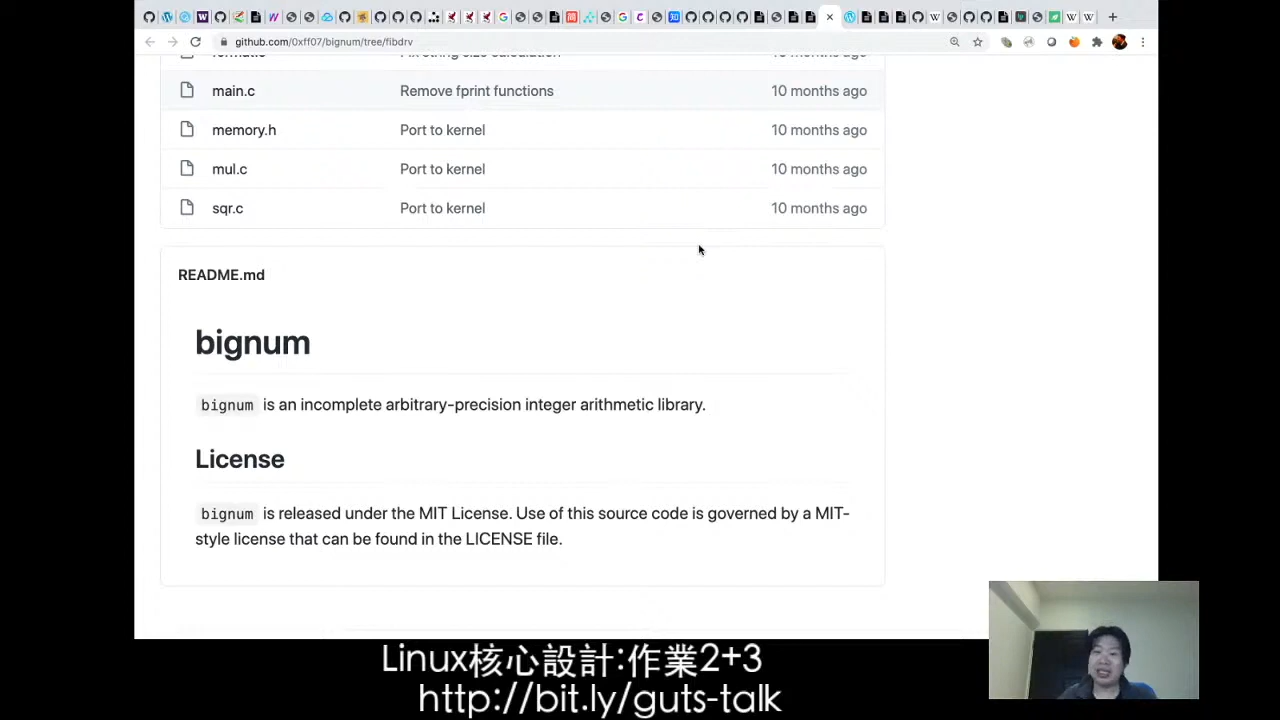 github.com/0xff07/bignum/tree/fibdrv
main.c Remove fprint functions 10 months ago
memory.h Port to kernel 10 months ago
mul.c Port to kernel 10 months ago
sqr.c Port to kernel 10 months ago
README.md
bignum
bignum is an incomplete arbitrary-precision integer arithmetic library.
License
bignum is released under the MIT License. Use of this source code is governed by a MIT-
style license that can be found in the LICENSE file.
Linux核心設計:作業2+3
http://bit.ly/guts-talk